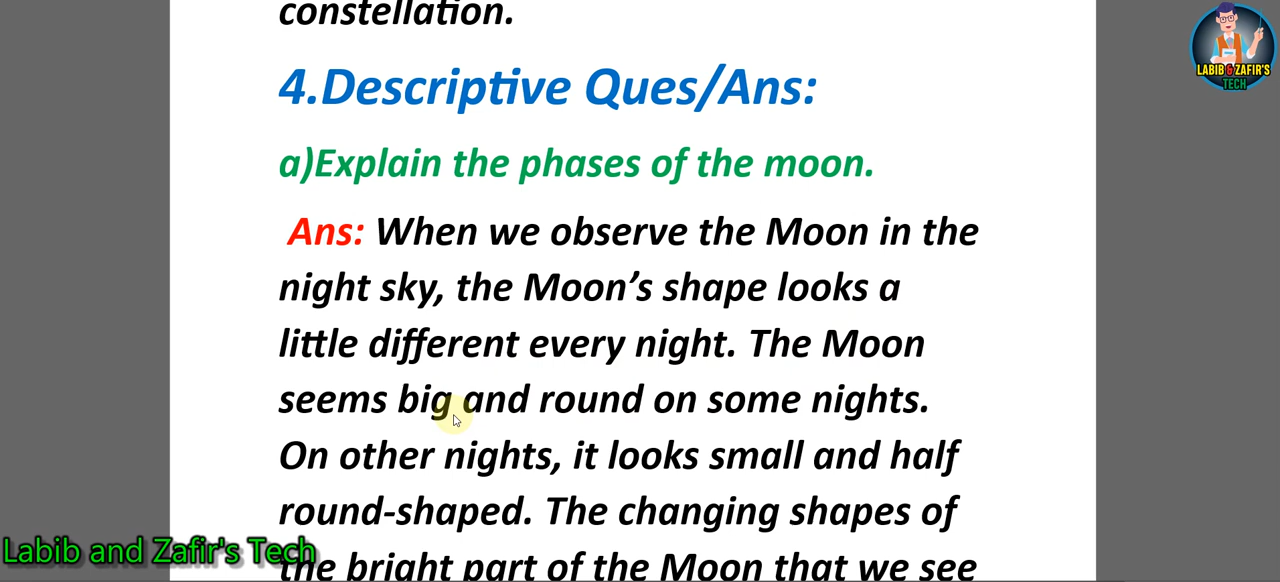 constellation.
LABIB & ZAFIR'S
TECH
4.Descriptive Ques/Ans:
a)Explain the phases of the moon.
Ans: When we observe the Moon in the
night sky, the Moon’s shape looks a
little different every night. The Moon
seems big and round on some nights.
On other nights, it looks small and half
round-shaped. The changing shapes of
Labib and Zafir's Tech
the bright part of the Moon that we see